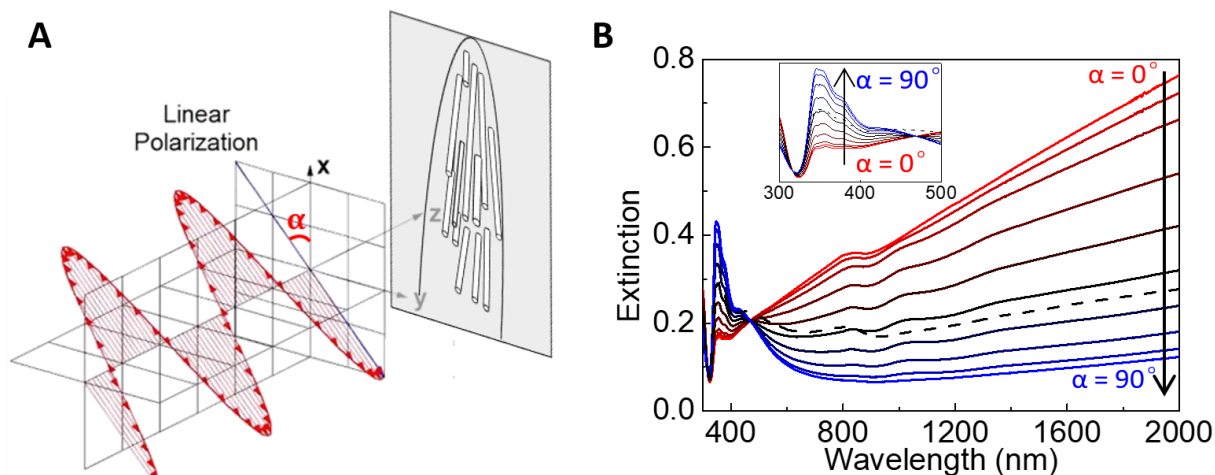 A
Linear
Polarization
x
α
z
y
B
Extinction
0.8
0.6
0.4
0.2
0.0
α = 0°
α = 90°
α = 90°
α = 0°
300 400 500
400 800 1200 1600 2000
Wavelength (nm)